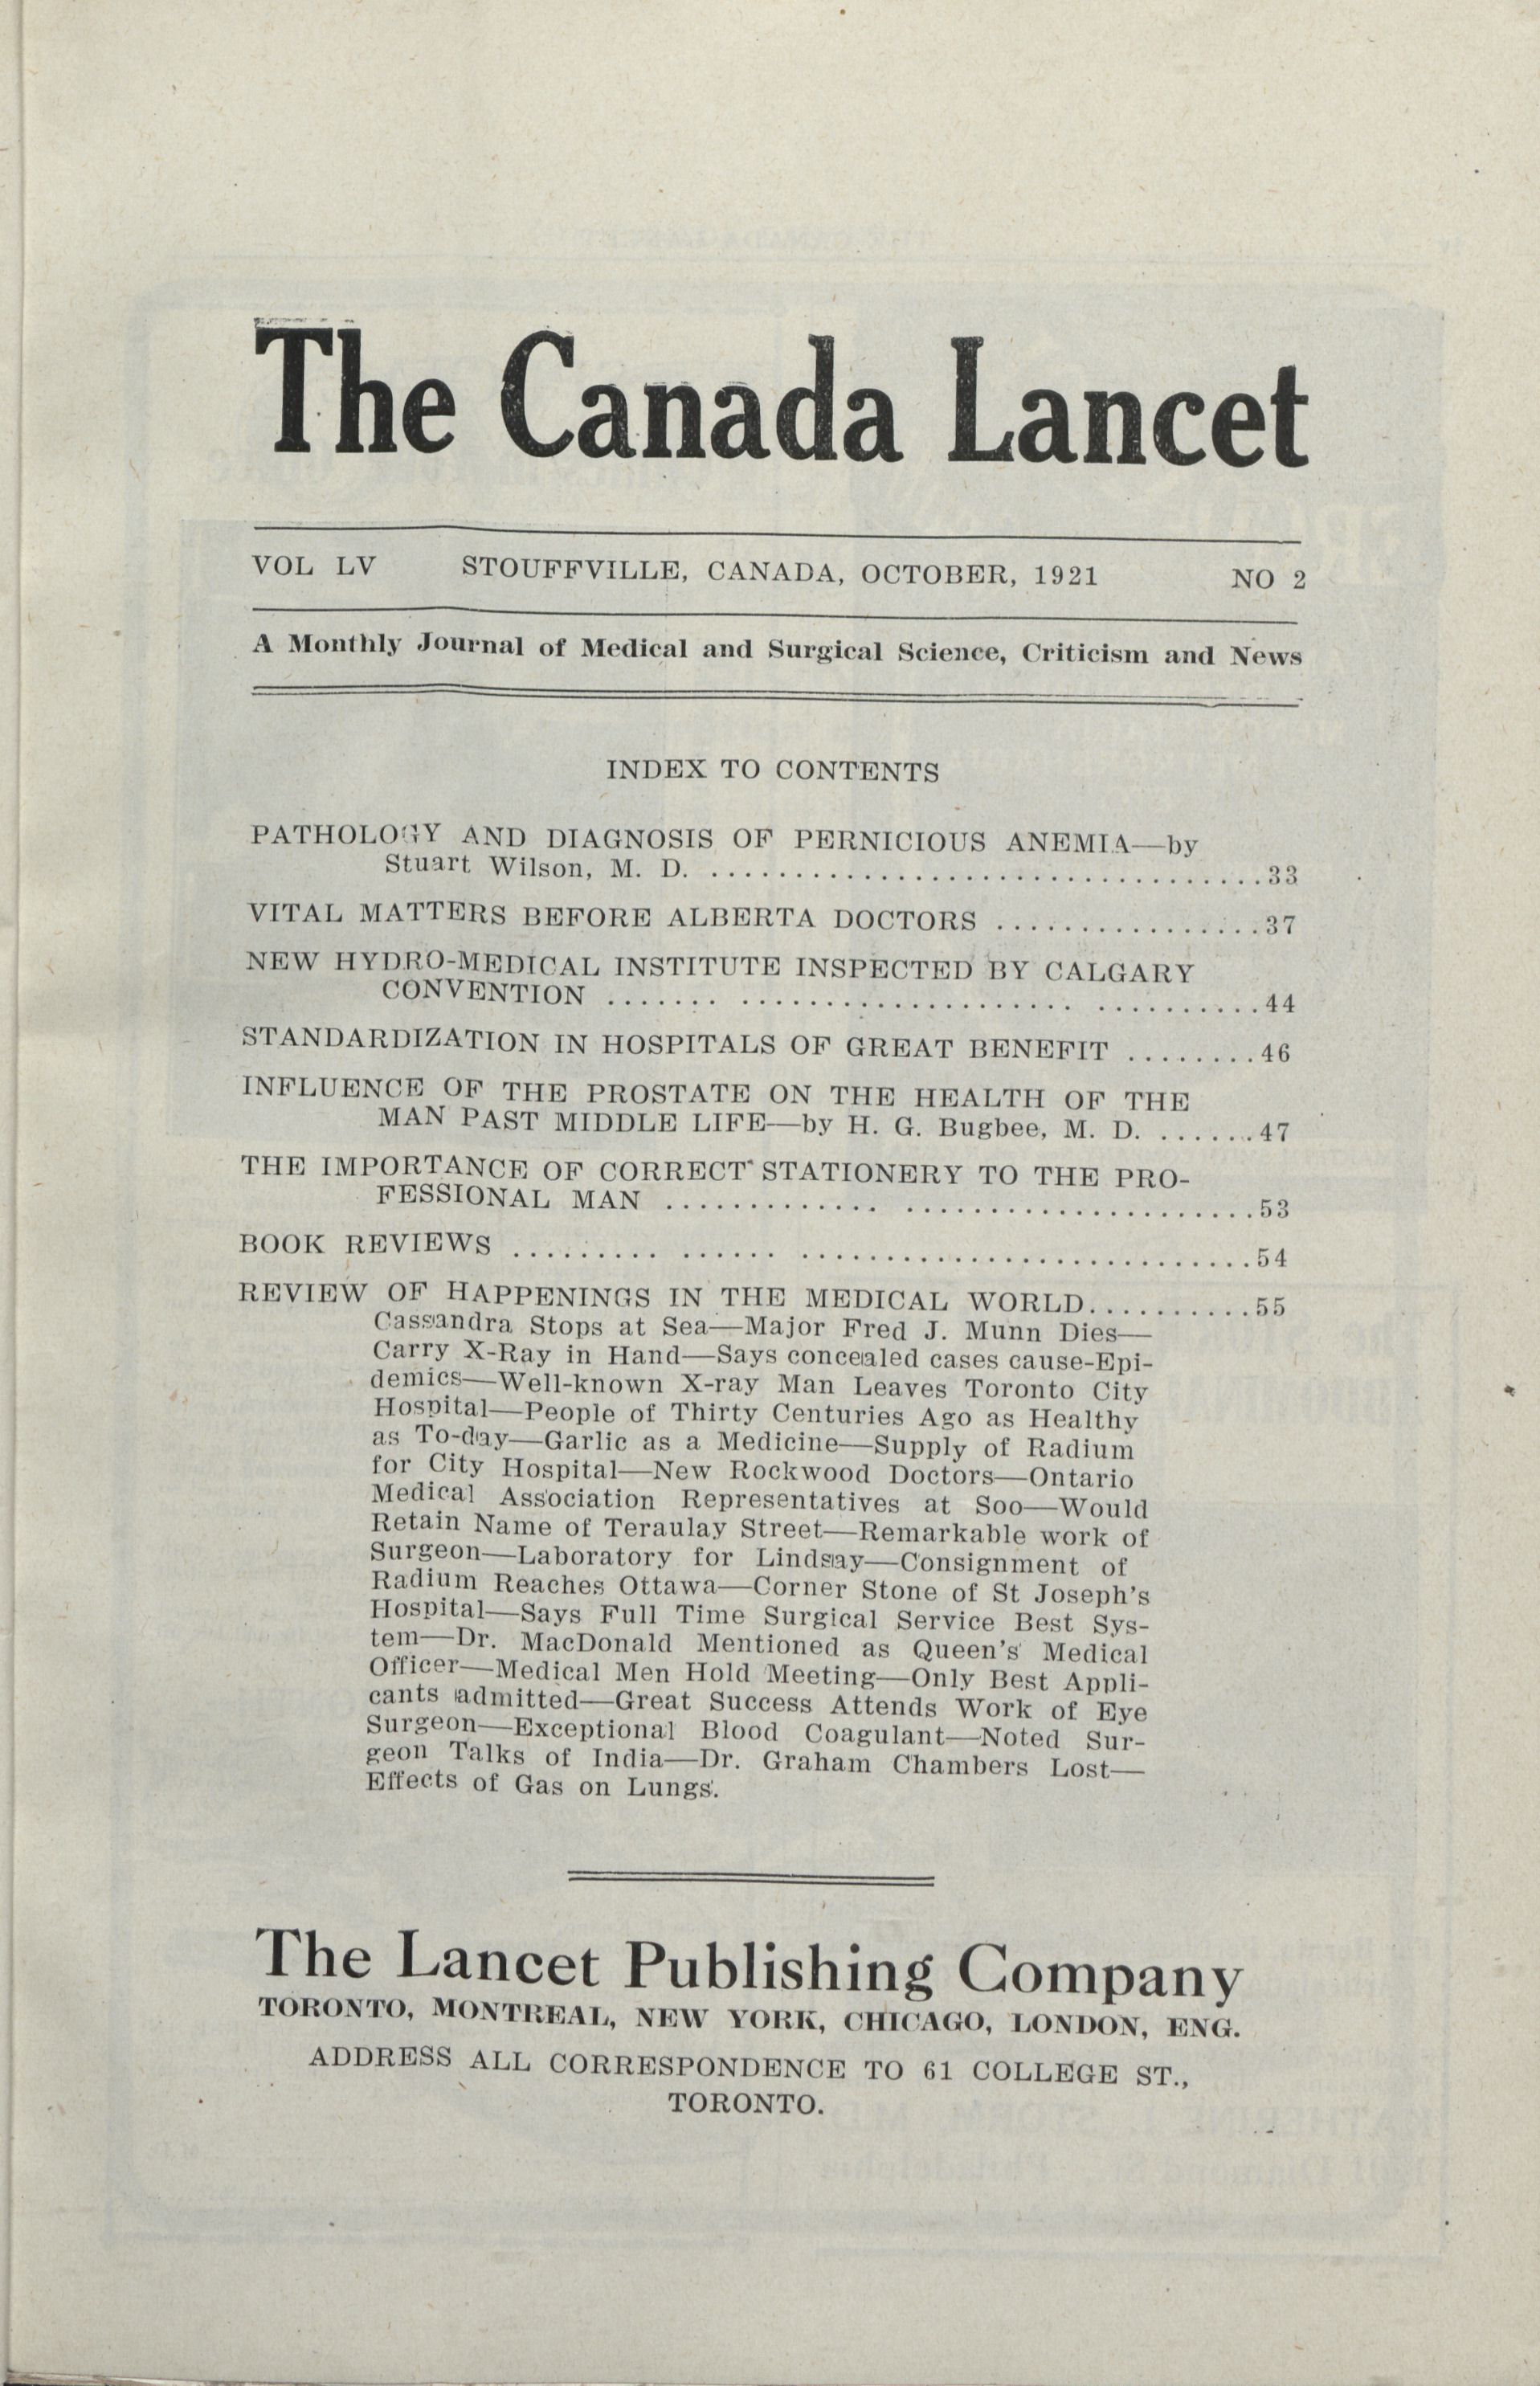 The Canada Lancet
VOL LV STOUFFVILLE, CANADA, OCTOBER, 1921 NO 2
A Monthly Journal of Medical and Surgical Science, Criticism and News
INDEX TO CONTENTS
PATHOLOGY AND DIAGNOSIS OF PERNICIOUS ANEMIA—by
Stuart Wilson, M. D. ........................................33
VITAL MATTERS BEFORE ALBERTA DOCTORS ................37
NEW HYDRO-MEDICAL INSTITUTE INSPECTED BY CALGARY
CONVENTION ....... .................... ..........44
STANDARDIZATION IN HOSPITALS OF GREAT BENEFIT ........46
INFLUENCE OF THE PROSTATE ON THE HEALTH OF THE
MAN PAST MIDDLE LIFE—by H. G. Bugbee, M. D. .......47
THE IMPORTANCE OF CORRECT STATIONERY TO THE PRO-
FESSIONAL MAN ............. .....................53
BOOK REVIEWS ......... ...... ...........................54
REVIEW OF HAPPENINGS IN THE MEDICAL WORLD..........55
Cassandra Stops at Sea—Major Fred J. Munn Dies—
Carry X-Ray in Hand—Says concealed cases cause-Epi-
demics—Well-known X-ray Man Leaves Toronto City
Hospital—People of Thirty Centuries Ago as Healthy
as To-day—Garlic as a Medicine—Supply of Radium
for City Hospital—New Rockwood Doctors—Ontario
Medical Association Representatives at Soo—Would
Retain Name of Teraulay Street—Remarkable work of
Surgeon—Laboratory for Lindsay—Consignment of
Radium Reaches Ottawa—Corner Stone of St Joseph's
Hospital—Says Full Time Surgical Service Best Sys-
tem—Dr. MacDonald Mentioned as Queen's Medical
Officer—Medical Men Hold Meeting—Only Best Appli-
cants admitted—Great Success Attends Work of Eye
Surgeon—Exceptional Blood Coagulant—Noted Sur-
geon Talks of India—Dr. Graham Chambers Lost—
Effects of Gas on Lungs.
The Lancet Publishing Company
TORONTO, MONTREAL, NEW YORK, CHICAGO, LONDON, ENG.
ADDRESS ALL CORRESPONDENCE TO 61 COLLEGE ST.,
TORONTO.